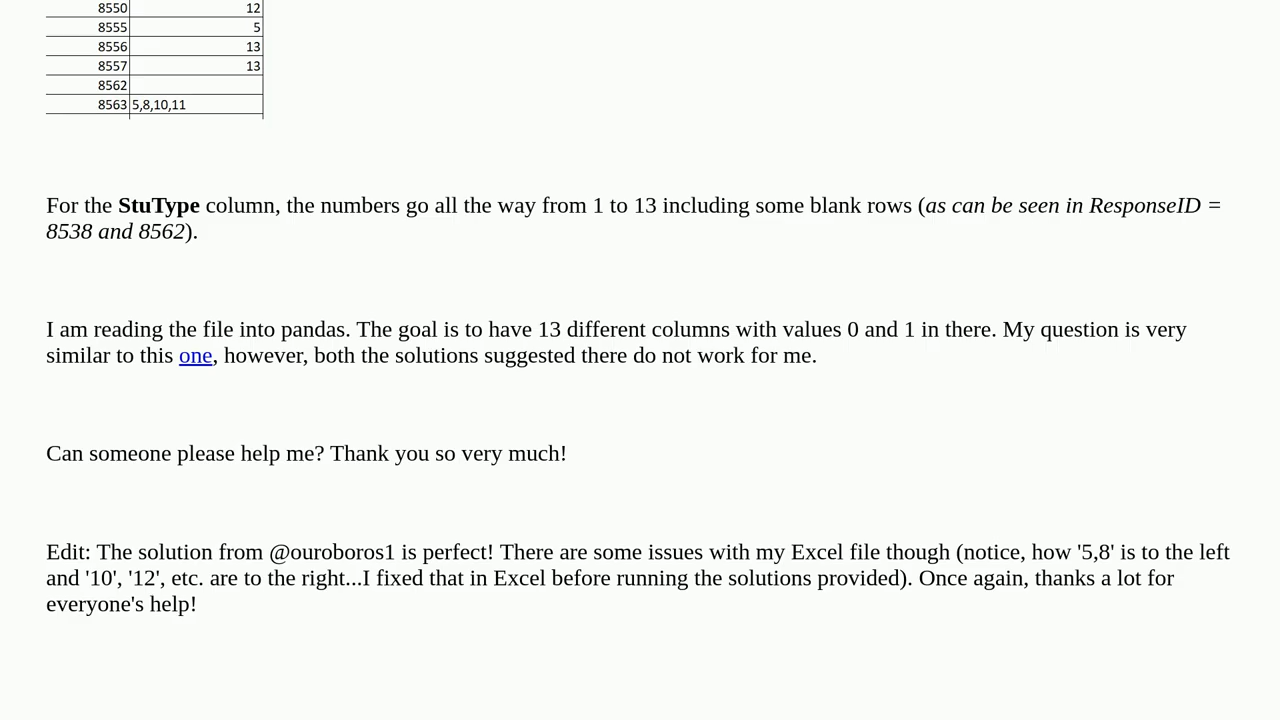 8550 12
8555 5
8556 13
8557 13
8562
8563 5,8,10,11
For the StuType column, the numbers go all the way from 1 to 13 including some blank rows (as can be seen in ResponseID =
8538 and 8562).
I am reading the file into pandas. The goal is to have 13 different columns with values 0 and 1 in there. My question is very
similar to this one, however, both the solutions suggested there do not work for me.
Can someone please help me? Thank you so very much!
Edit: The solution from @ouroboros1 is perfect! There are some issues with my Excel file though (notice, how '5,8' is to the left
and '10', '12', etc. are to the right...I fixed that in Excel before running the solutions provided). Once again, thanks a lot for
everyone's help!